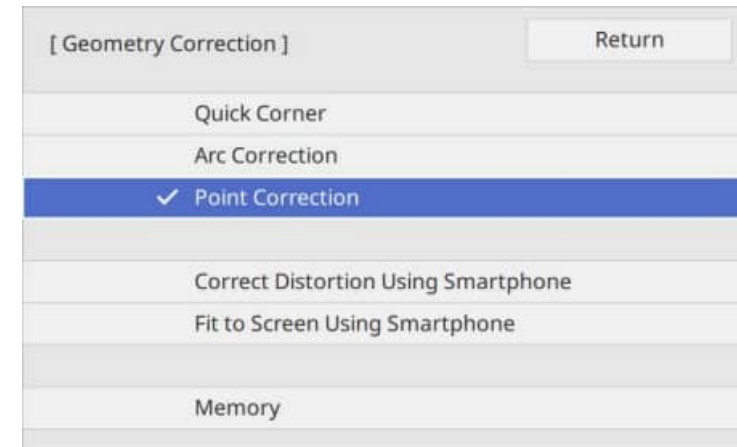 [ Geometry Correction ]
Return
Quick Corner
Arc Correction
Point Correction
Correct Distortion Using Smartphone
Fit to Screen Using Smartphone
Memory